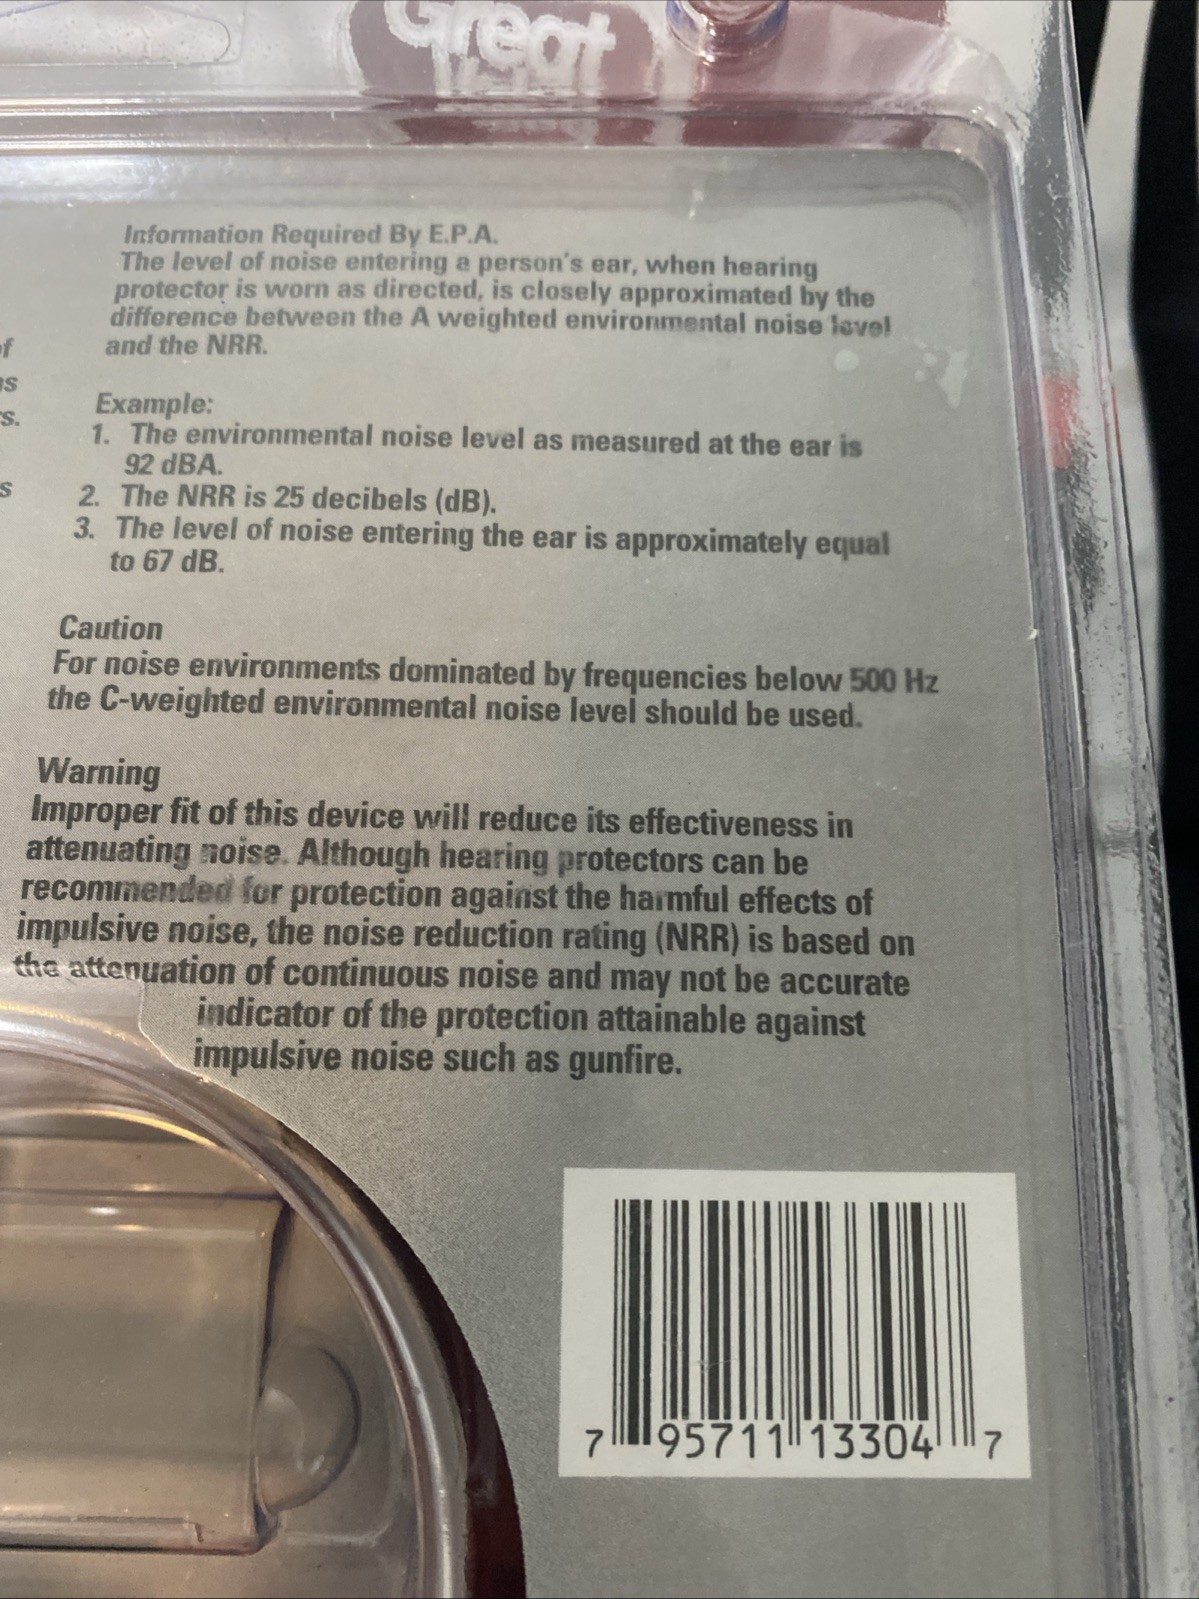 Great
Information Required By E.P.A.
The level of noise entering a person's ear, when hearing
protector is worn as directed, is closely approximated by the
difference between the A weighted environmental noise level
and the NRR.
Example:
1. The environmental noise level as measured at the ear is
92 dBA.
2. The NRR is 25 decibels (dB).
3. The level of noise entering the ear is approximately equal
to 67 dB.
Caution
For noise environments dominated by frequencies below 500 Hz
the C-weighted environmental noise level should be used.
Warning
Improper fit of this device will reduce its effectiveness in
attenuating noise. Although hearing protectors can be
recommended for protection against the harmful effects of
impulsive noise, the noise reduction rating (NRR) is based on
the attenuation of continuous noise and may not be accurate
indicator of the protection attainable against
impulsive noise such as gunfire.
7 95711 13304 7